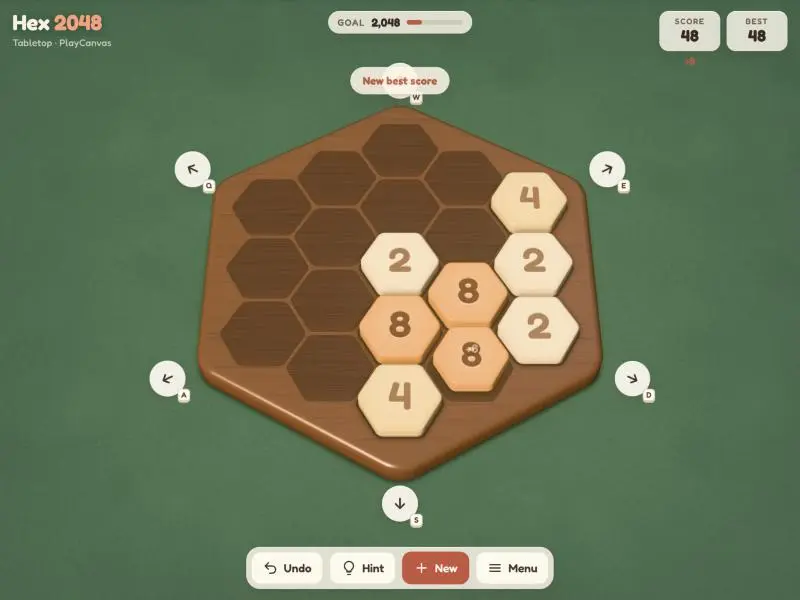 Hex 2048
Tabletop · PlayCanvas
GOAL 2,048
SCORE
48
BEST
48
+8
New best score
W
Q
E
4
2
2
8
8
2
8
4
A
D
S
Undo
Hint
New
Menu